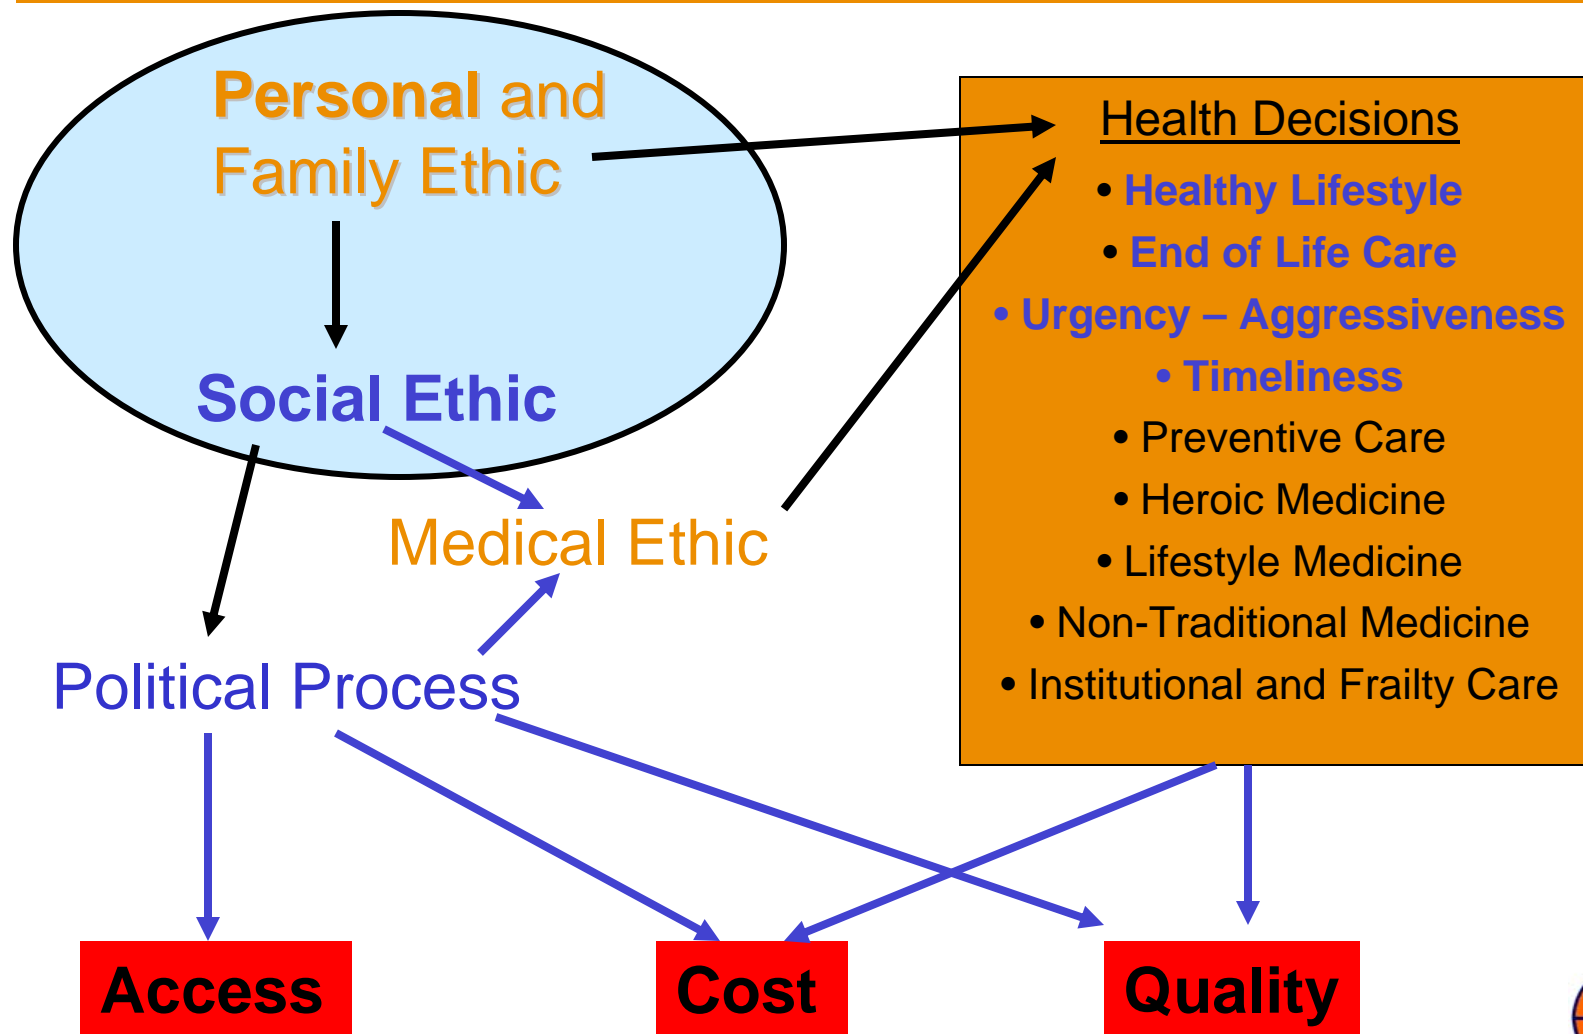 Personal and
Family Ethic
Social Ethic
Medical Ethic
Political Process
Health Decisions
• Healthy Lifestyle
• End of Life Care
• Urgency – Aggressiveness
• Timeliness
• Preventive Care
• Heroic Medicine
• Lifestyle Medicine
• Non-Traditional Medicine
• Institutional and Frailty Care
Access
Cost
Quality